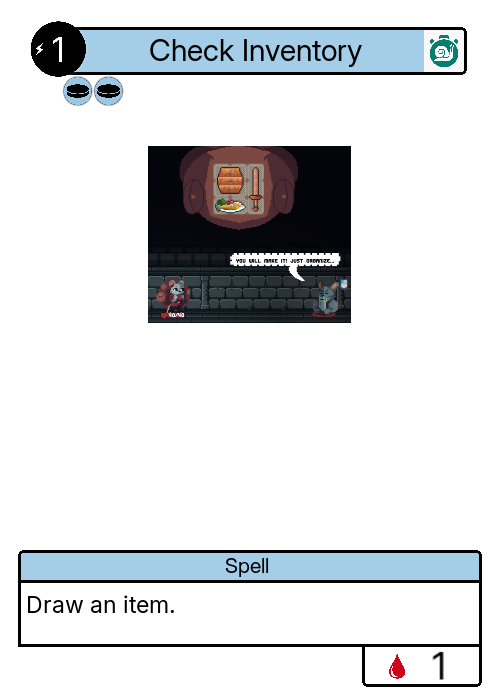 1
Check Inventory
YOU WILL MAKE IT! JUST ORGANIZE...
Spell
Draw an item.
1